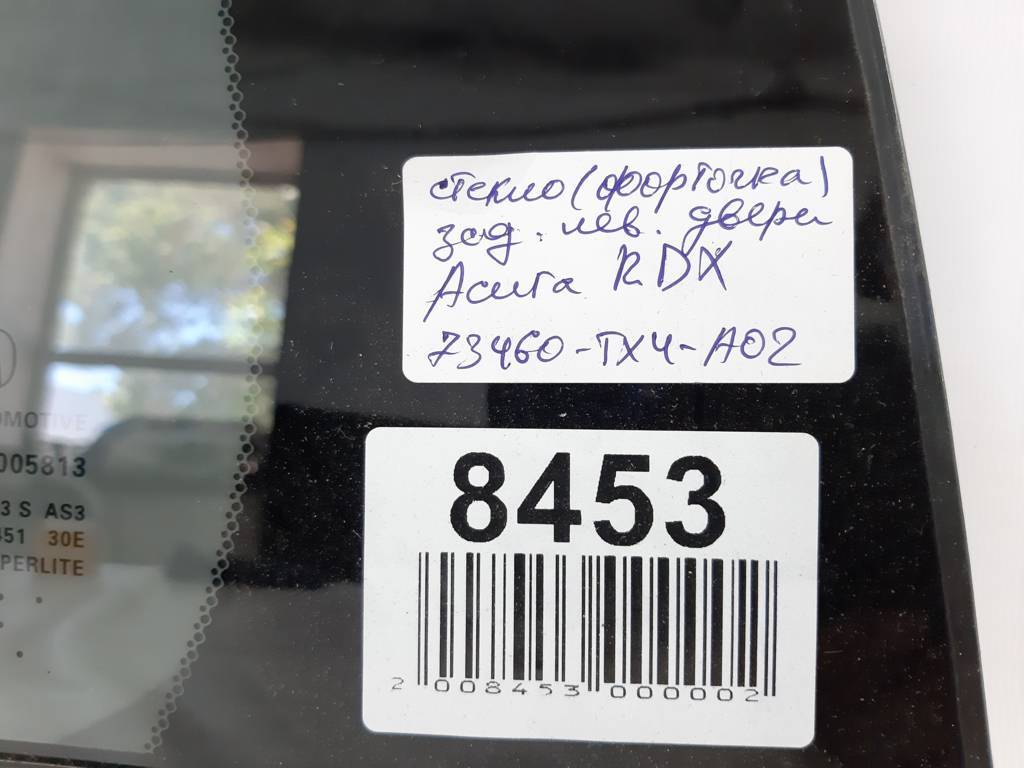 стекло (форточка)
зад. лев. двери
Acura RDX
73460-TX4-A02
8453
2 008453 000002
OMOTIVE
005813
3 S AS3
451 30E
PERLITE